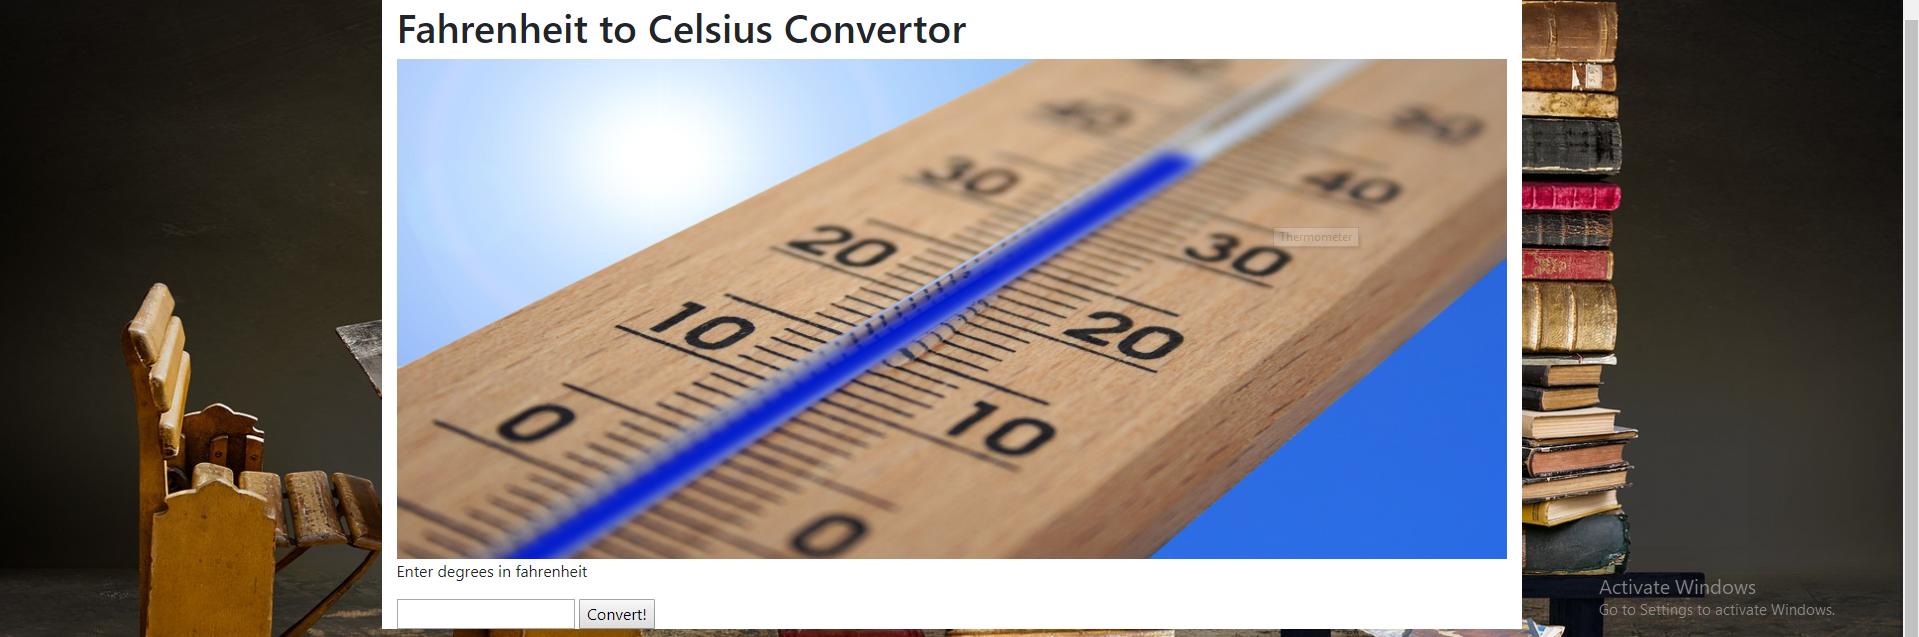 Fahrenheit to Celsius Convertor
50
40
50
30
40
20
Thermometer
30
10
20
0
10
0
Enter degrees in fahrenheit
Convert!
Activate Windows
Go to Settings to activate Windows.